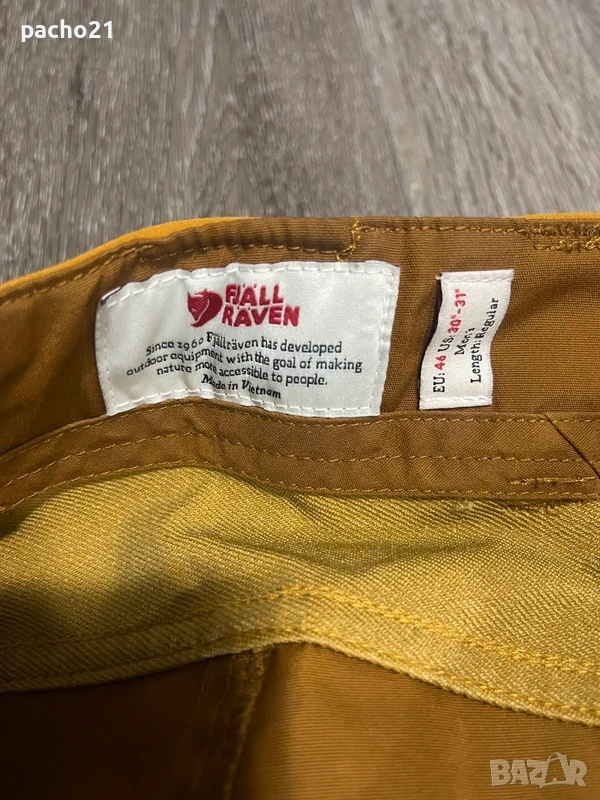 pacho21
FJÄLL
RÄVEN
Since 1960 Fjällräven has developed
outdoor equipment with the goal of making
nature more accessible to people.
Made in Vietnam
EU: 46 US: 30"-31"
Men's
Length: Regular
BAZAR